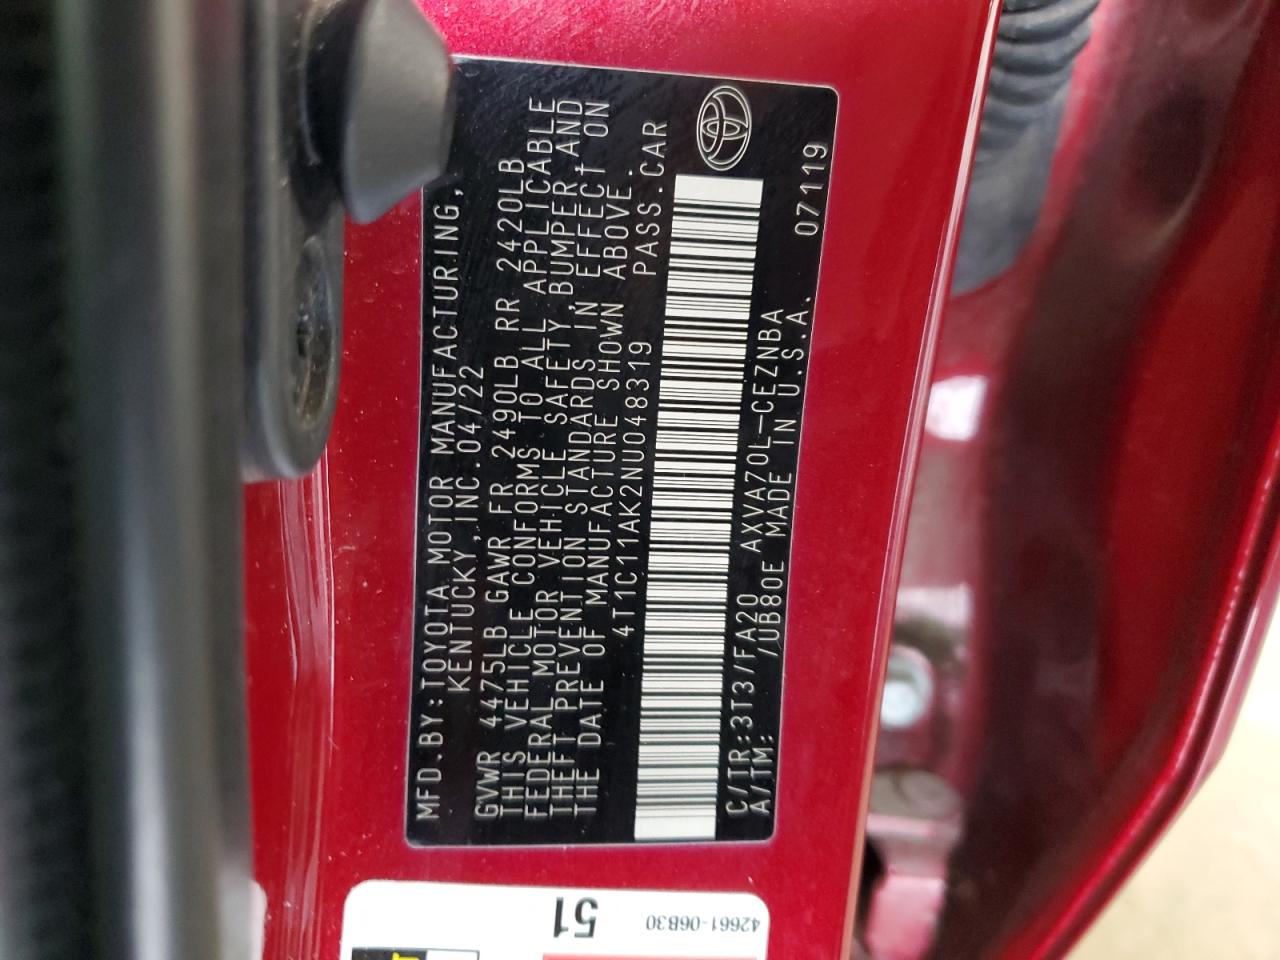 MFD.BY:TOYOTA MOTOR MANUFACTURING,
KENTUCKY,INC.04/22
GVWR 4475LB GAWR FR 2490LB RR 2420LB
THIS VEHICLE CONFORMS TO ALL APPLICABLE
FEDERAL MOTOR VEHICLE SAFETY,BUMPER,AND
THEFT PREVENTION STANDARDS IN EFFECT ON
THE DATE OF MANUFACTURE SHOWN ABOVE.
4T1C11AK2NU048319 PASS.CAR
C/TR:3T3/FA20 AXVA70L-CEZNBA
A/TM: /UB80E MADE IN U.S.A. 07119
51
42661-06B30